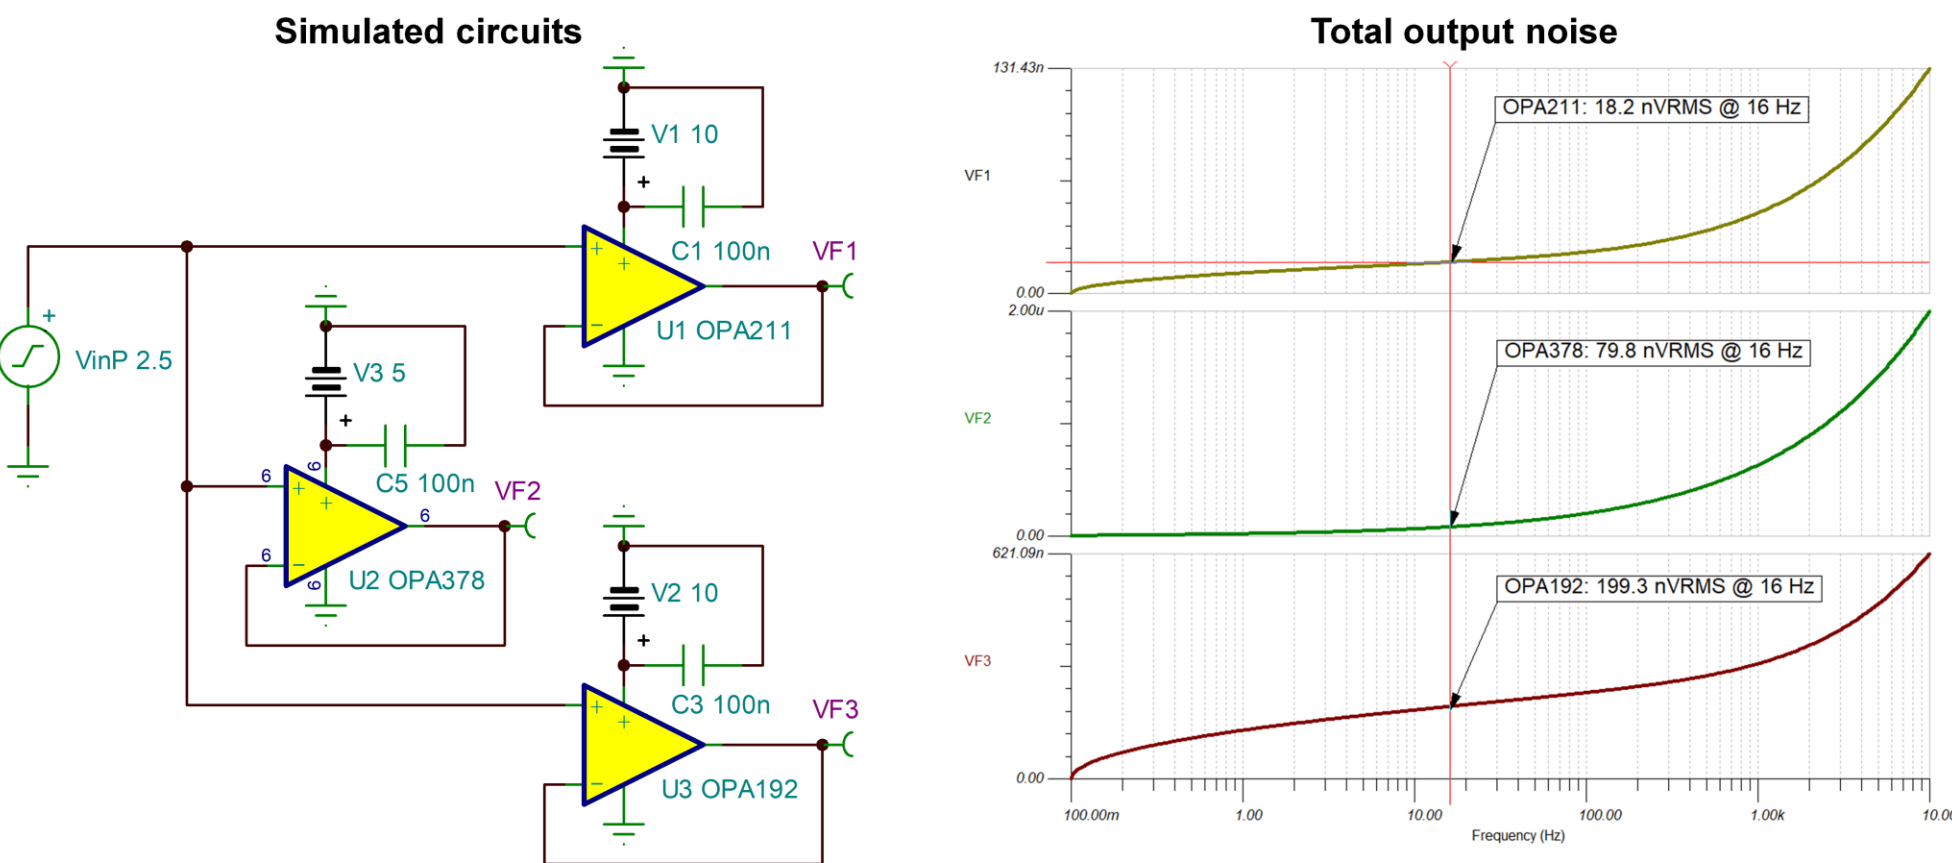 Simulated circuits
V1 10
+
C1 100n
VF1
+
+
−
U1 OPA211
+
VinP 2.5
V3 5
+
C5 100n
VF2
6
6
+
+
6
6
−
6
U2 OPA378
V2 10
+
C3 100n
VF3
+
+
−
U3 OPA192
Total output noise
131.43n
OPA211: 18.2 nVRMS @ 16 Hz
VF1
0.00
2.00u
OPA378: 79.8 nVRMS @ 16 Hz
VF2
0.00
621.09n
OPA192: 199.3 nVRMS @ 16 Hz
VF3
0.00
100.00m 1.00 10.00 100.00 1.00k 10.0
Frequency (Hz)